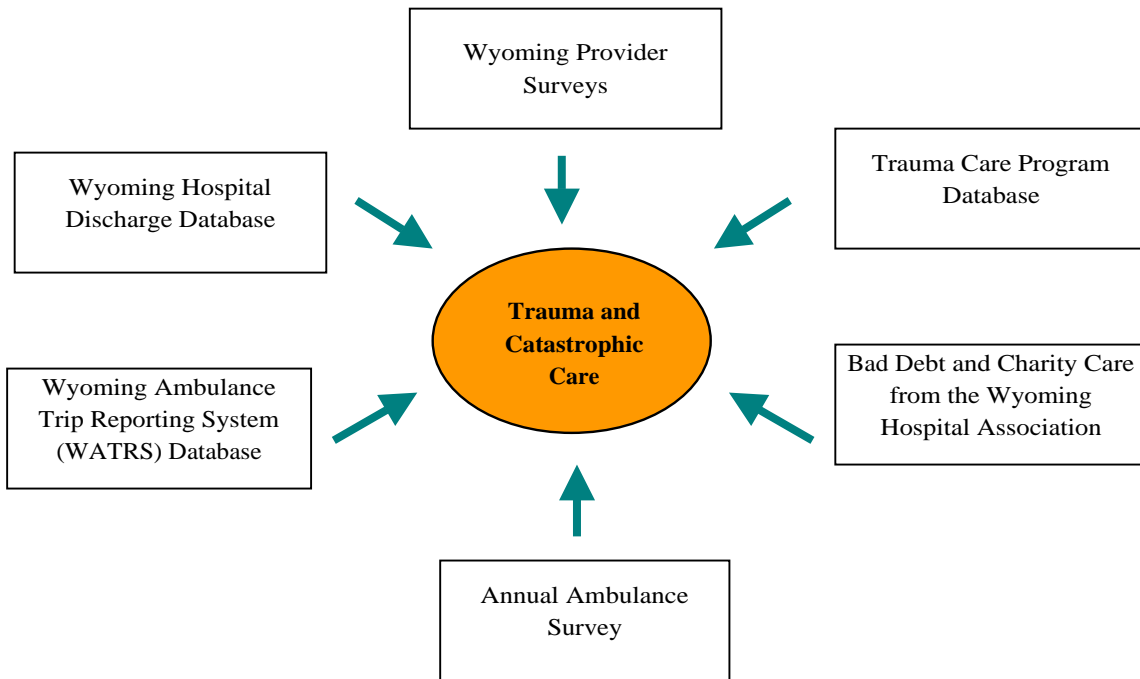 Wyoming Provider
Surveys
Wyoming Hospital
Discharge Database
Trauma Care Program
Database
Trauma and
Catastrophic
Care
Wyoming Ambulance
Trip Reporting System
(WATRS) Database
Bad Debt and Charity Care
from the Wyoming
Hospital Association
Annual Ambulance
Survey